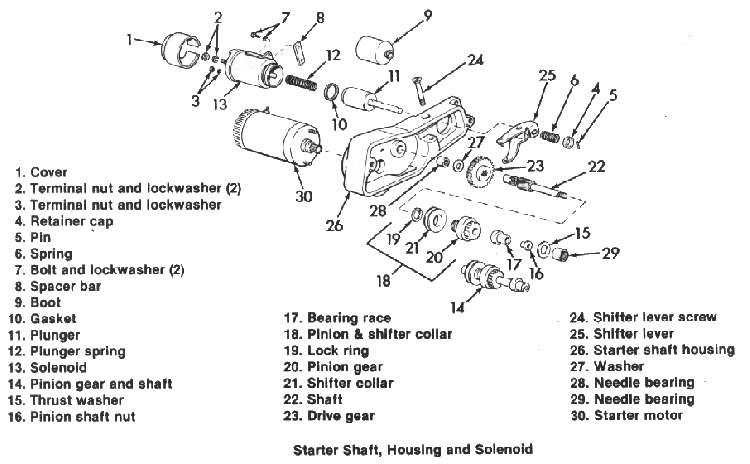 1
2
7
8
9
12
24
25
6
4
5
3
13
10
11
27
23
22
30
26
28
19
21
20
17
16
15
29
18
14
1. Cover
2. Terminal nut and lockwasher (2)
3. Terminal nut and lockwasher
4. Retainer cap
5. Pin
6. Spring
7. Bolt and lockwasher (2)
8. Spacer bar
9. Boot
10. Gasket
11. Plunger
12. Plunger spring
13. Solenoid
14. Pinion gear and shaft
15. Thrust washer
16. Pinion shaft nut
17. Bearing race
18. Pinion & shifter collar
19. Lock ring
20. Pinion gear
21. Shifter collar
22. Shaft
23. Drive gear
24. Shifter lever screw
25. Shifter lever
26. Starter shaft housing
27. Washer
28. Needle bearing
29. Needle bearing
30. Starter motor
Starter Shaft, Housing and Solenoid